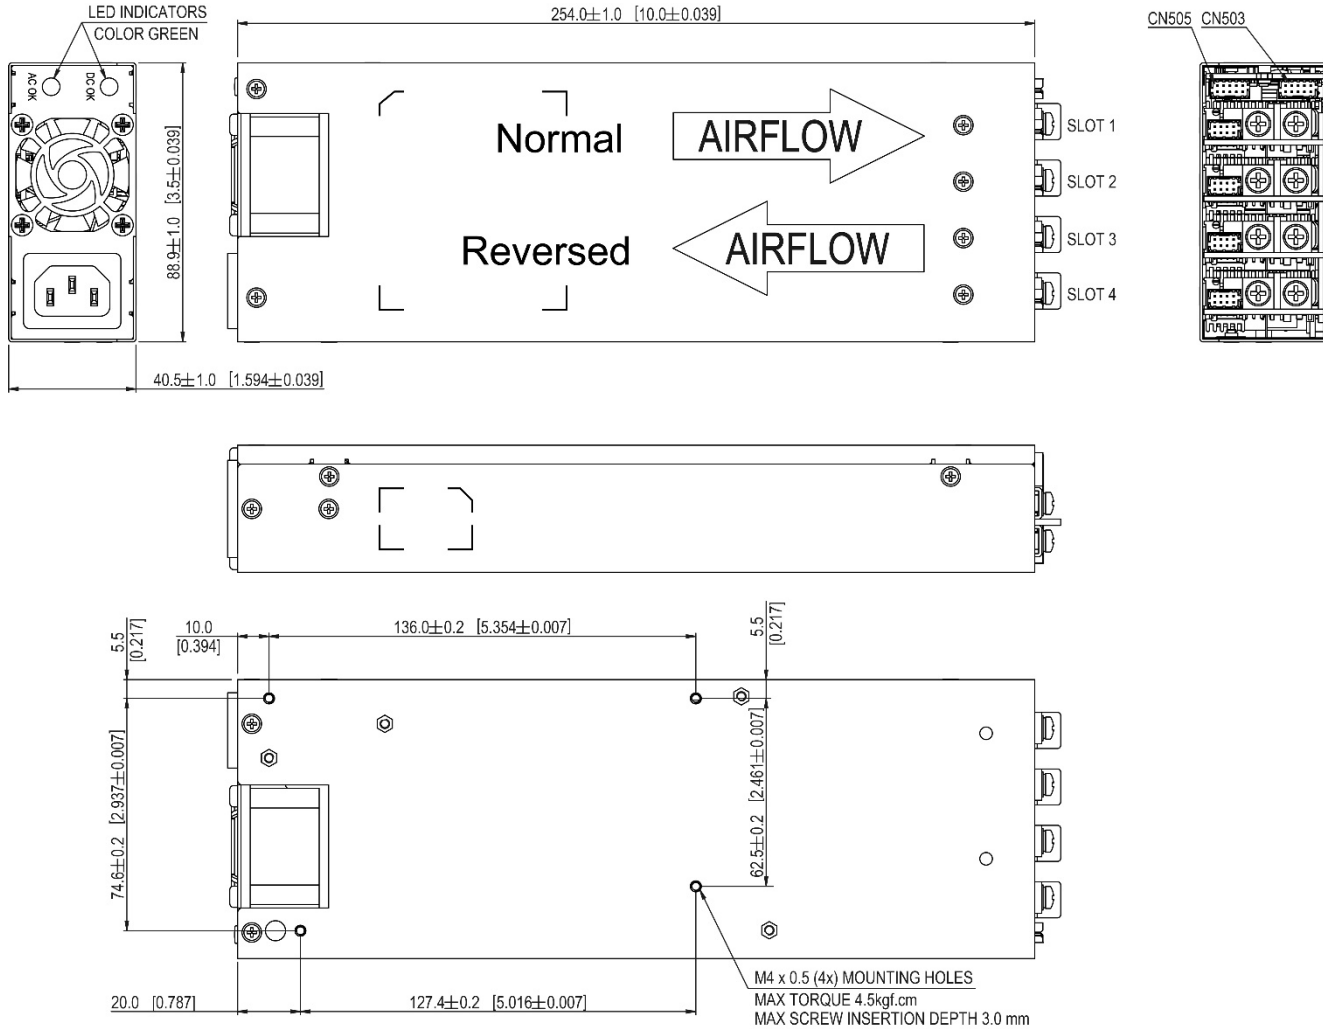 LED INDICATORS
COLOR GREEN
254.0±1.0 [10.0±0.039]
CN505 CN503
AC OK
DC OK
88.9±1.0 [3.5±0.039]
Normal
AIRFLOW
SLOT 1
SLOT 2
Reversed
AIRFLOW
SLOT 3
SLOT 4
40.5±1.0 [1.594±0.039]
5.5
[0.217]
10.0
[0.394]
136.0±0.2 [5.354±0.007]
5.5
[0.217]
74.6±0.2 [2.937±0.007]
62.5±0.2 [2.461±0.007]
20.0 [0.787]
127.4±0.2 [5.016±0.007]
M4 x 0.5 (4x) MOUNTING HOLES
MAX TORQUE 4.5kgf.cm
MAX SCREW INSERTION DEPTH 3.0 mm